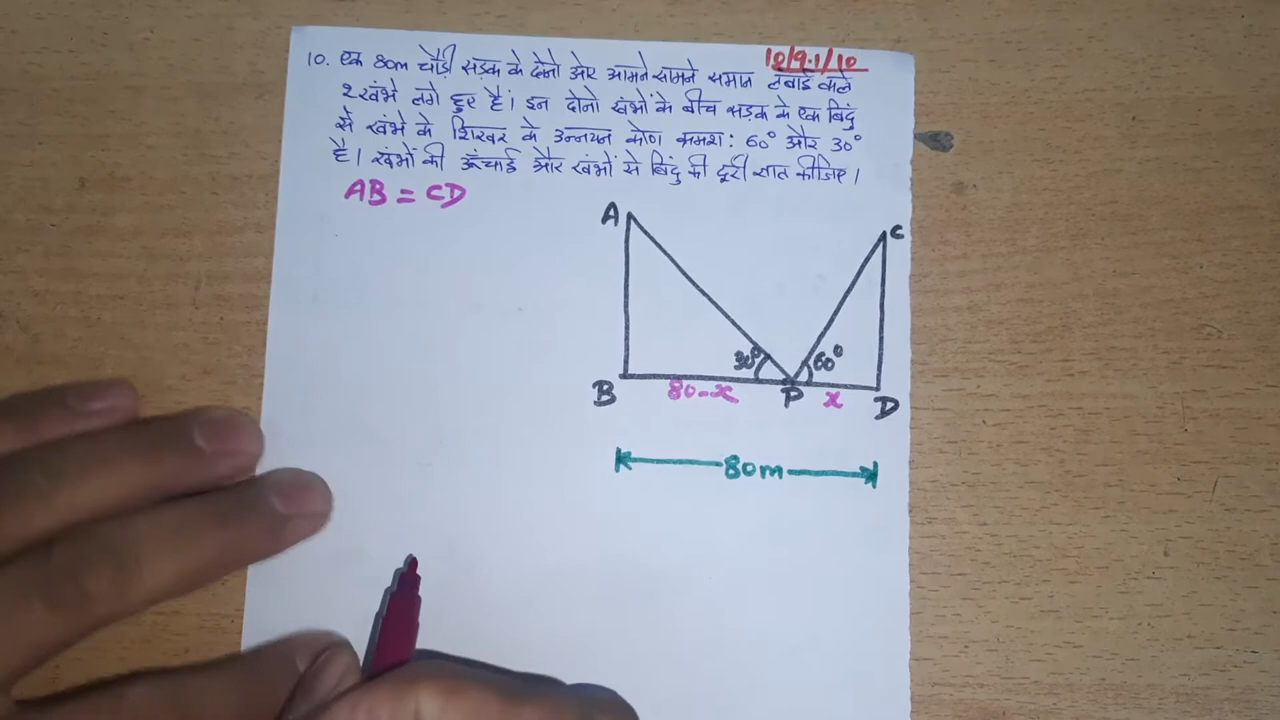 10/9.1/10
10. एक 80m चौड़ी सड़क के दोनो ओर आमने सामने समान लंबाई वाले
2 खंभे लगे हुए है। इन दोनो खंभों के बीच सड़क के एक बिंदु
से खंभे के शिखर के उन्नयन कोण क्रमश: 60° और 30°
है। खंभों की ऊँचाई और खंभों से बिंदु की दूरी ज्ञात कीजिए।
AB = CD
A
C
30° 60°
B 80-x P x D
80m